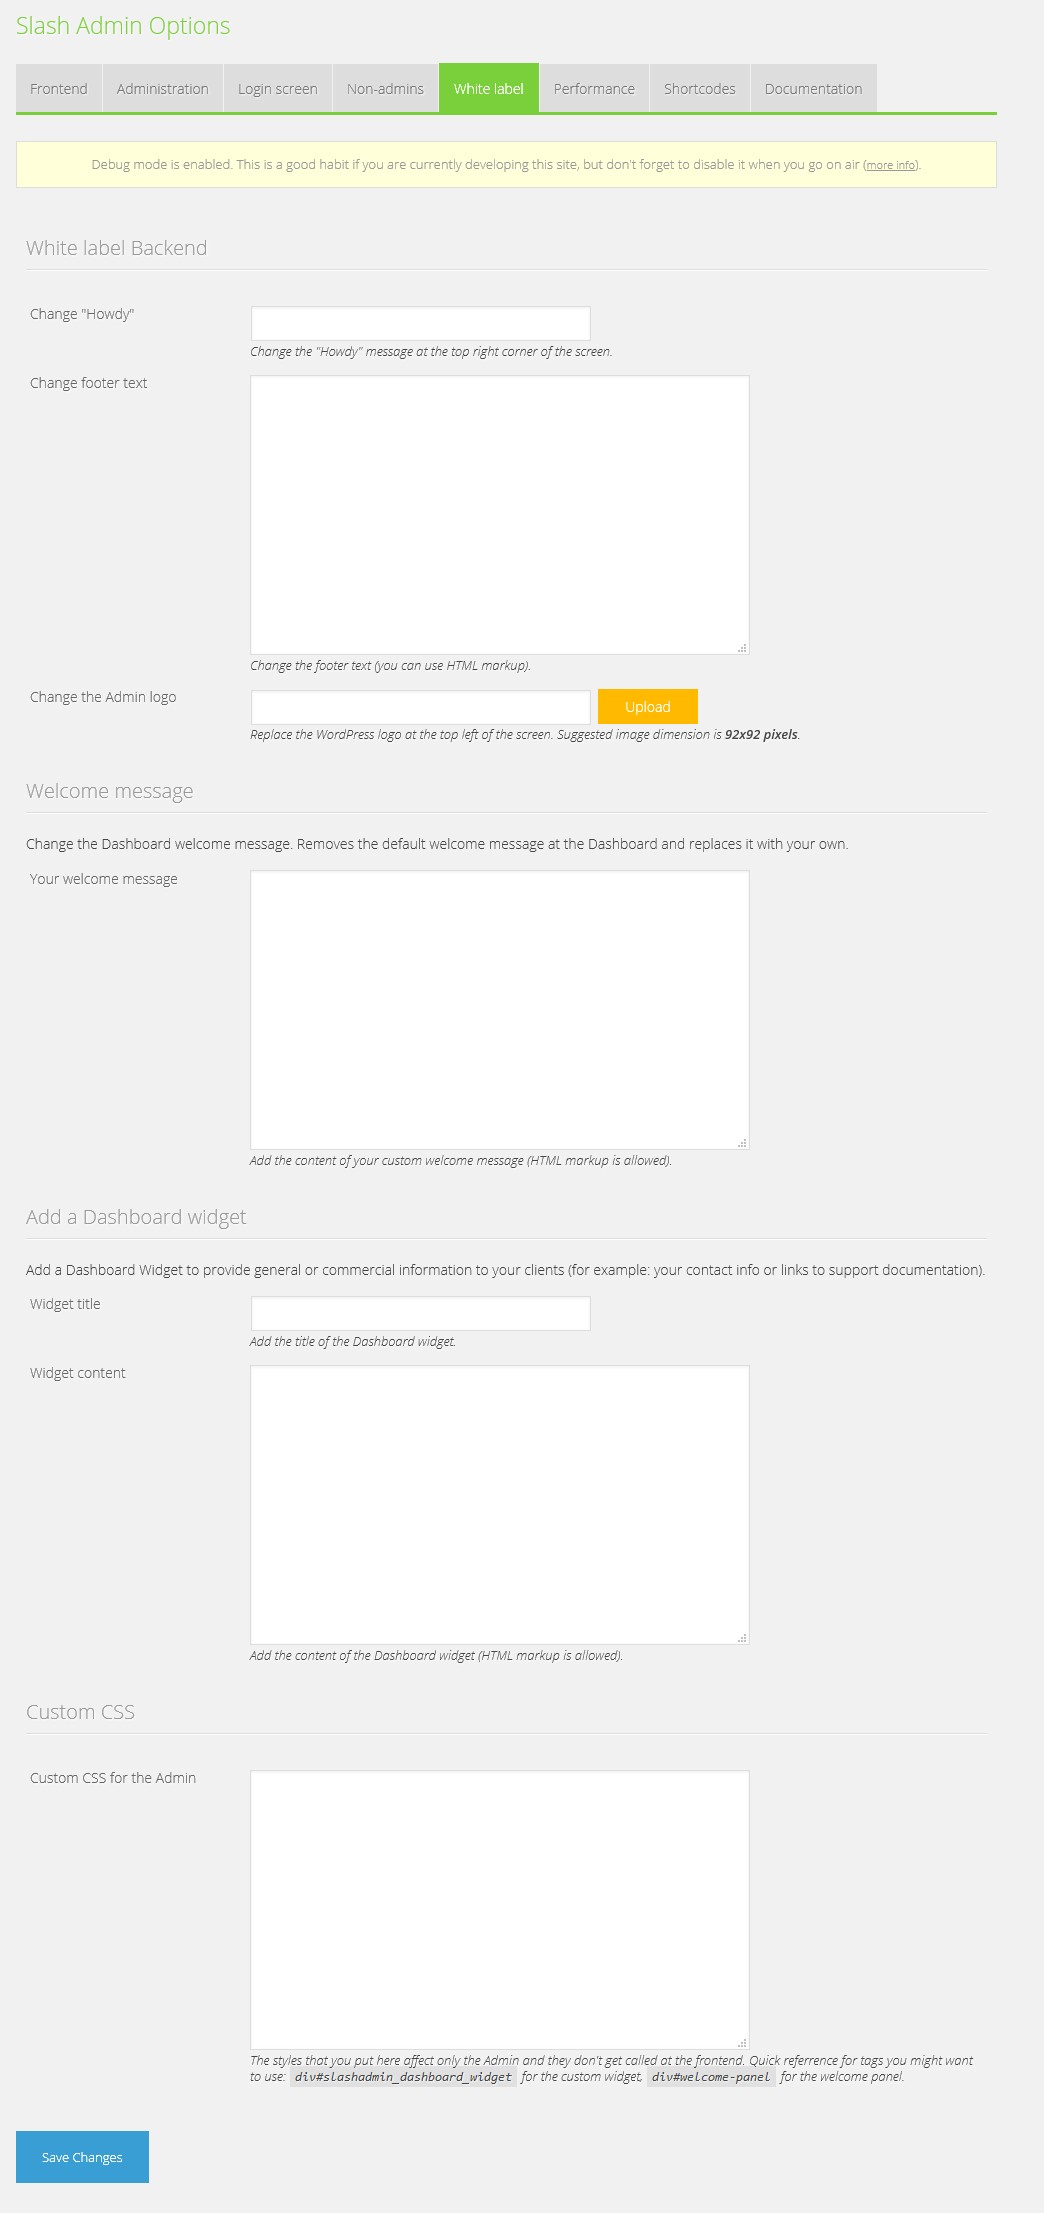 Slash Admin Options
Frontend
Administration
Login screen
Non-admins
White label
Performance
Shortcodes
Documentation
Debug mode is enabled. This is a good habit if you are currently developing this site, but don't forget to disable it when you go on air (more info).
White label Backend
Change "Howdy"
Change the "Howdy" message at the top right corner of the screen.
Change footer text
Change the footer text (you can use HTML markup).
Change the Admin logo
Upload
Replace the WordPress logo at the top left of the screen. Suggested image dimension is 92x92 pixels.
Welcome message
Change the Dashboard welcome message. Removes the default welcome message at the Dashboard and replaces it with your own.
Your welcome message
Add the content of your custom welcome message (HTML markup is allowed).
Add a Dashboard widget
Add a Dashboard Widget to provide general or commercial information to your clients (for example: your contact info or links to support documentation).
Widget title
Add the title of the Dashboard widget.
Widget content
Add the content of the Dashboard widget (HTML markup is allowed).
Custom CSS
Custom CSS for the Admin
The styles that you put here affect only the Admin and they don't get called at the frontend. Quick referrence for tags you might want
to use: div#slashadmin_dashboard_widget for the custom widget, div#welcome-panel for the welcome panel.
Save Changes